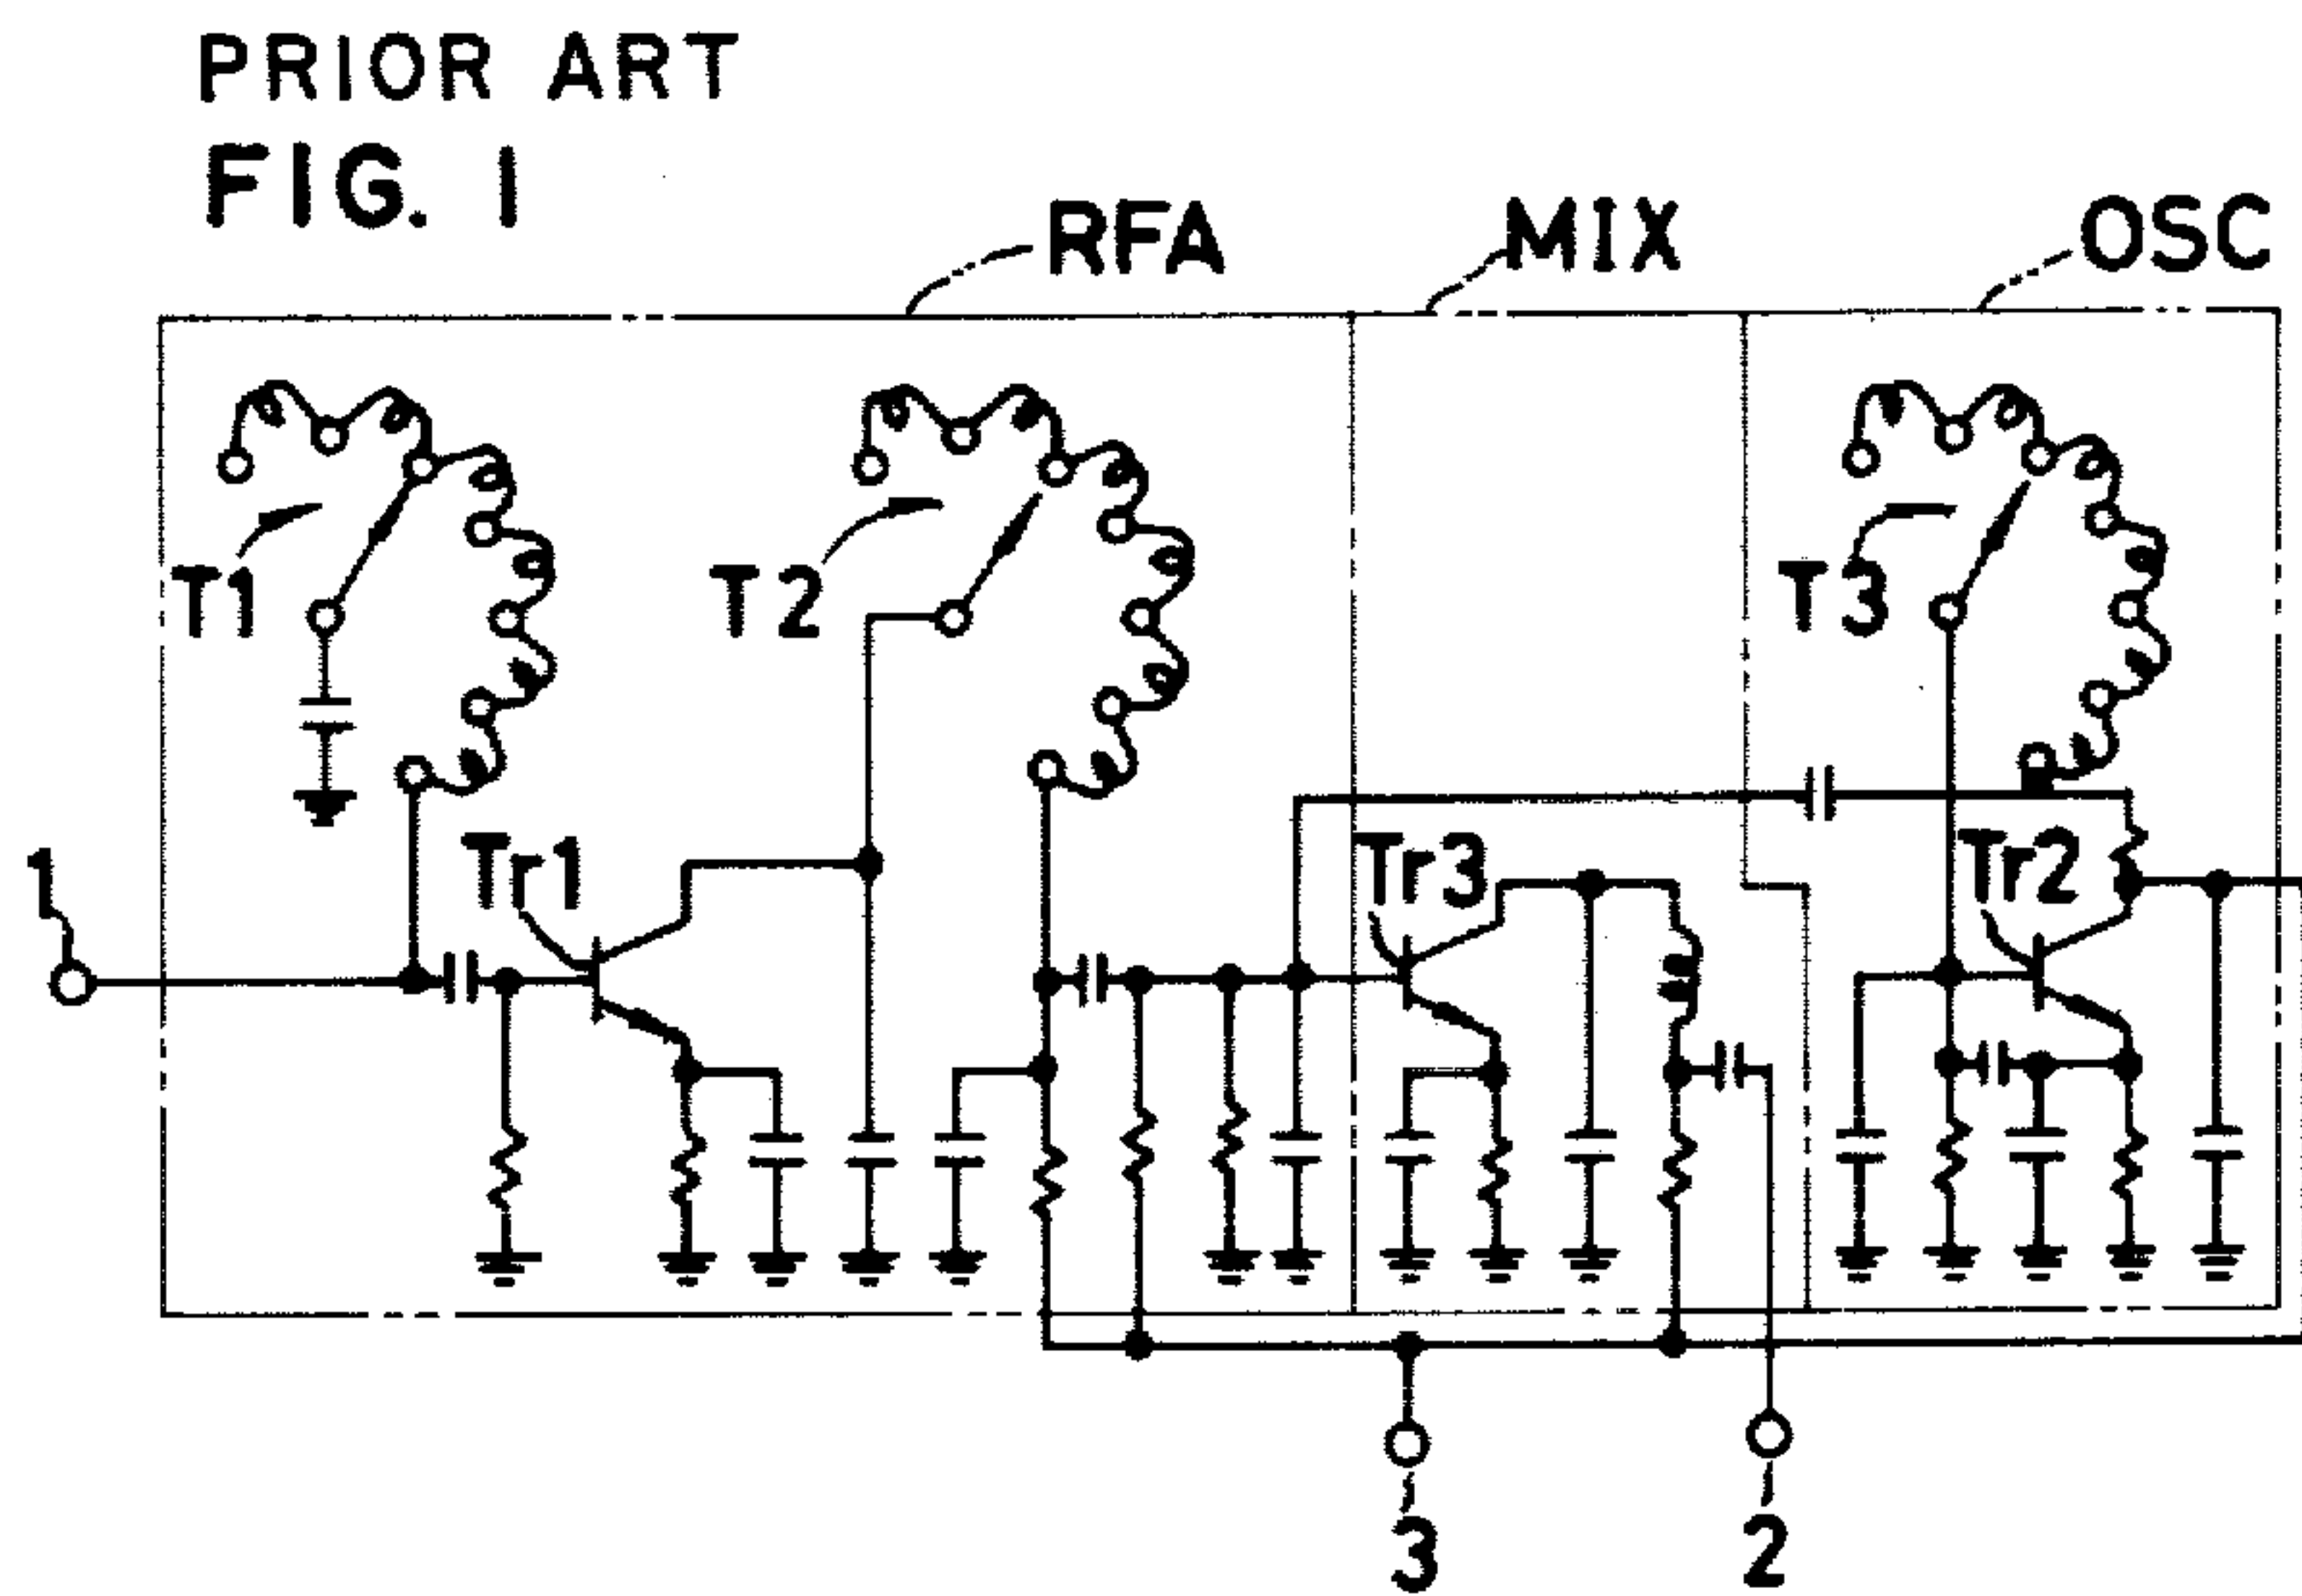 PRIOR ART
FIG. 1
RFA
MIX
OSC
T1
T2
T3
1
Tr1
Tr3
Tr2
3
2